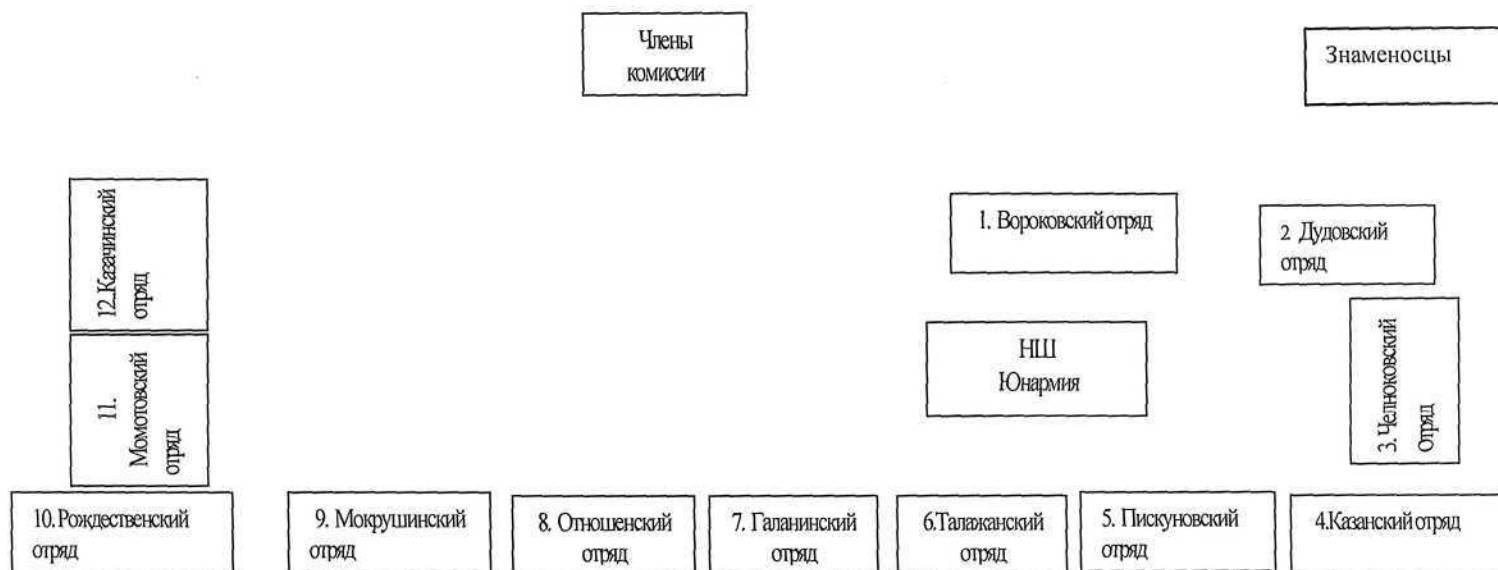 Члены
комиссии
Знаменосцы
12.Казачинский
отряд
1. Вороковский отряд
2 Дудовский
отряд
НШ
Юнармия
11.
Момотовский
отряд
3. Челноковский
Отряд
10. Рождественский
отряд
9. Мокрушинский
отряд
8. Отношенский
отряд
7. Галанинский
отряд
6.Талажанский
отряд
5. Пискуновский
отряд
4.Казанский отряд